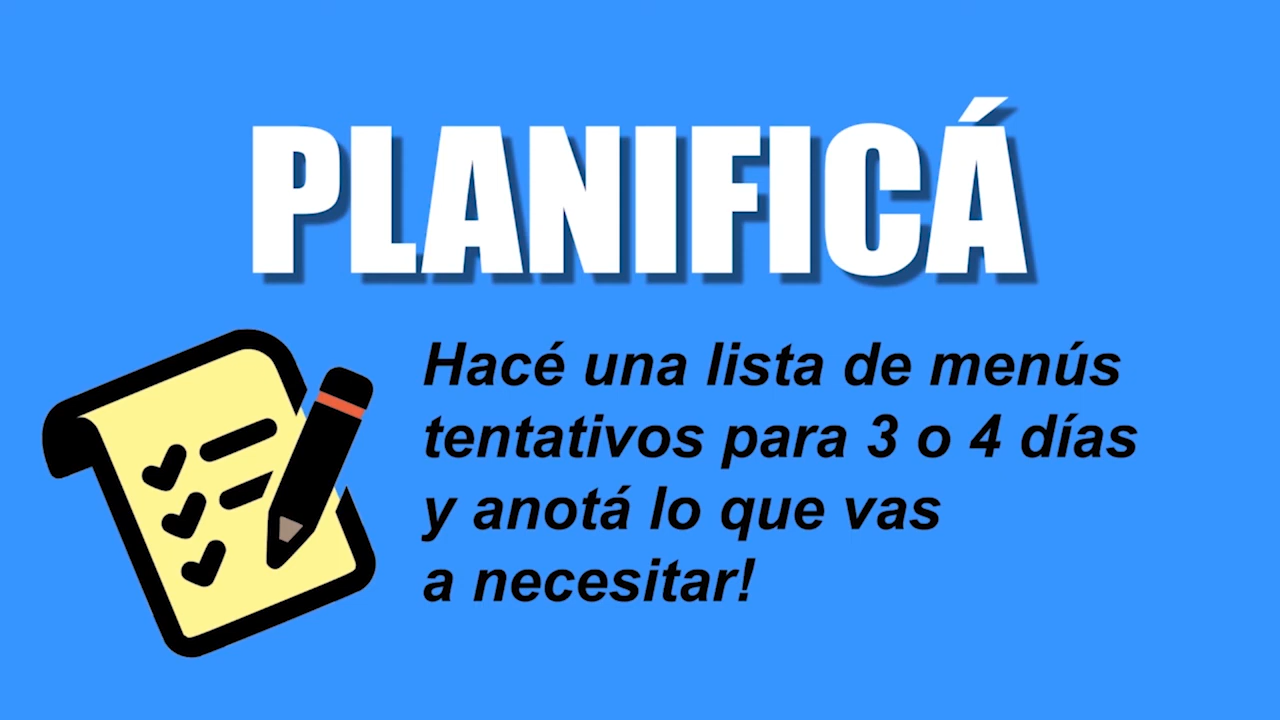 PLANIFICÁ
Hacé una lista de menús
tentativos para 3 o 4 días
y anotá lo que vas
a necesitar!